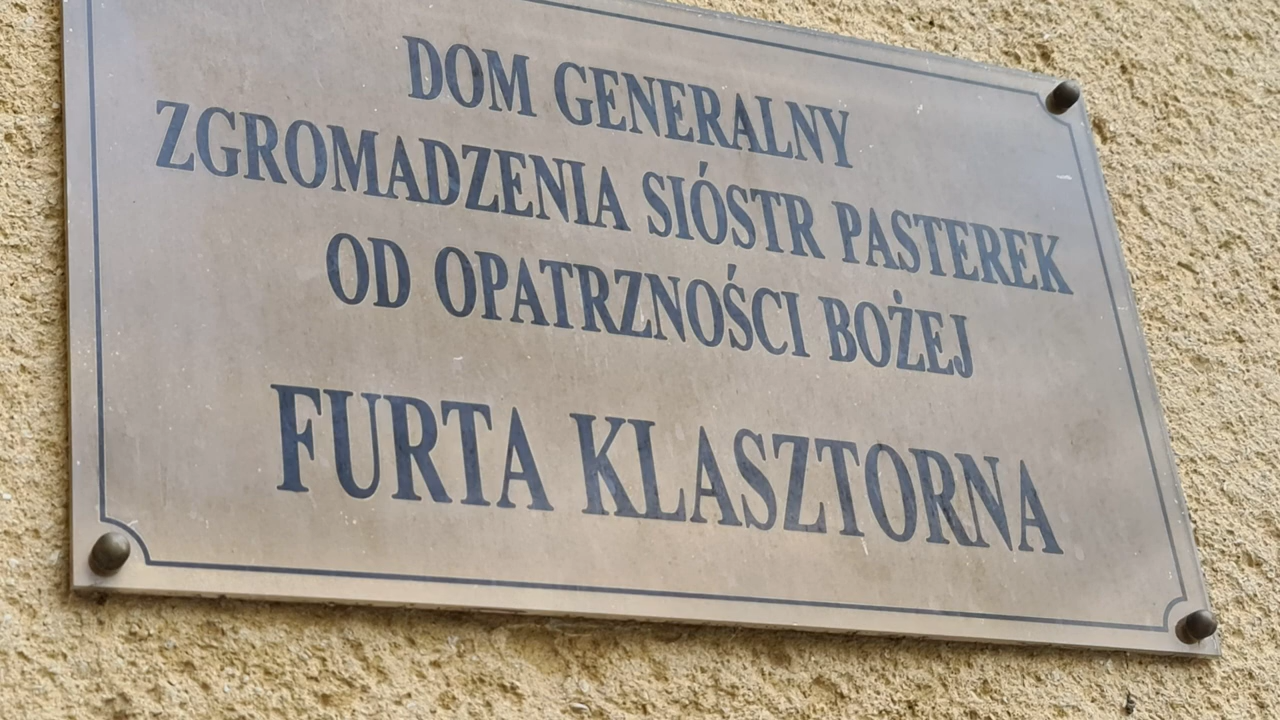 DOM GENERALNY
ZGROMADZENIA SIÓSTR PASTEREK
OD OPATRZNOŚCI BOŻEJ
FURTA KLASZTORNA